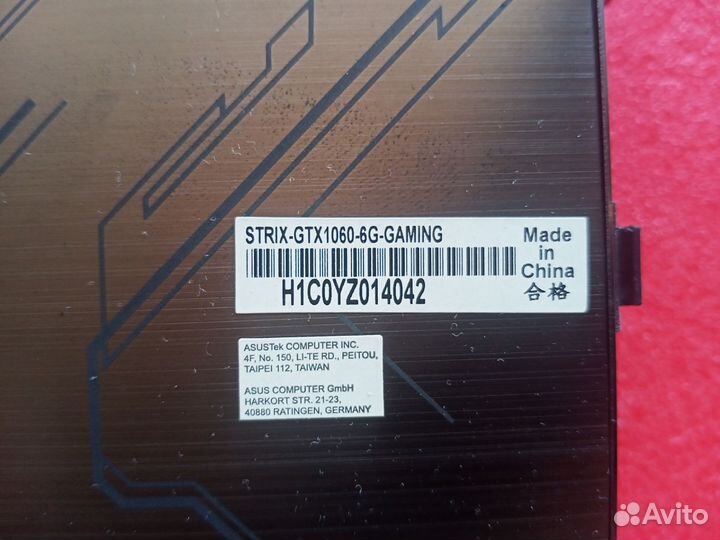 STRIX-GTX1060-6G-GAMING
H1C0YZ014042
Made
in
China
合格
ASUSTek COMPUTER INC.
4F, No. 150, LI-TE RD., PEITOU,
TAIPEI 112, TAIWAN
ASUS COMPUTER GmbH
HARKORT STR. 21-23,
40880 RATINGEN, GERMANY
Avito